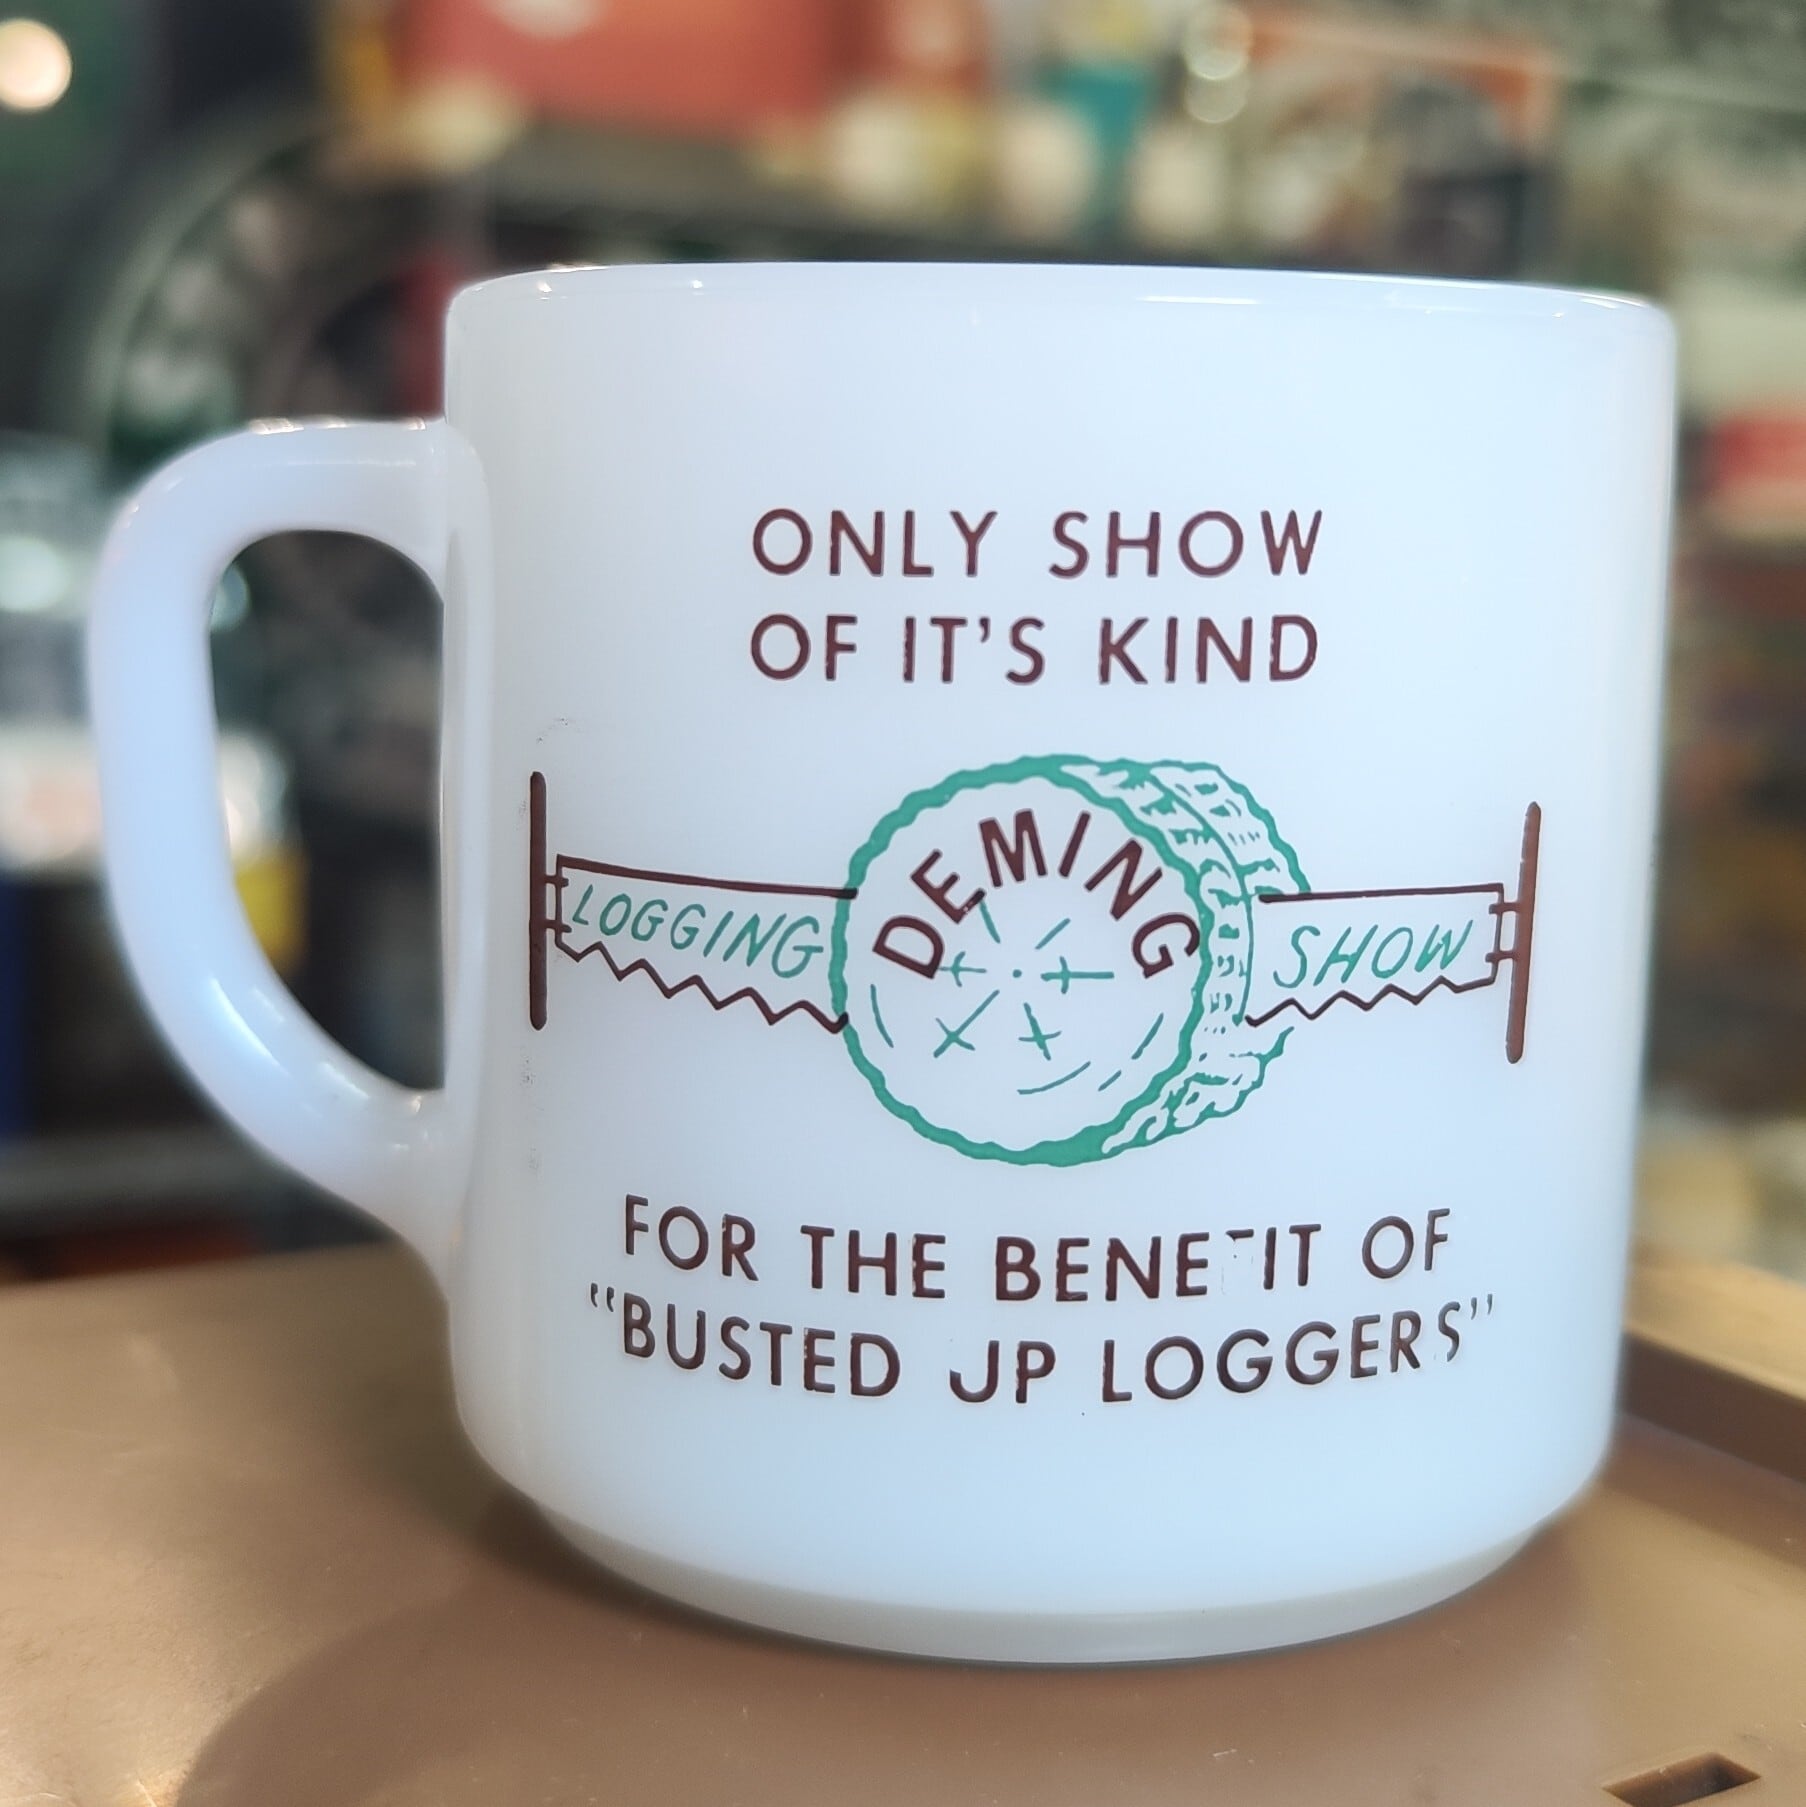 ONLY SHOW
OF IT'S KIND
DEMING
LOGGING SHOW
FOR THE BENEFIT OF
"BUSTED UP LOGGERS"